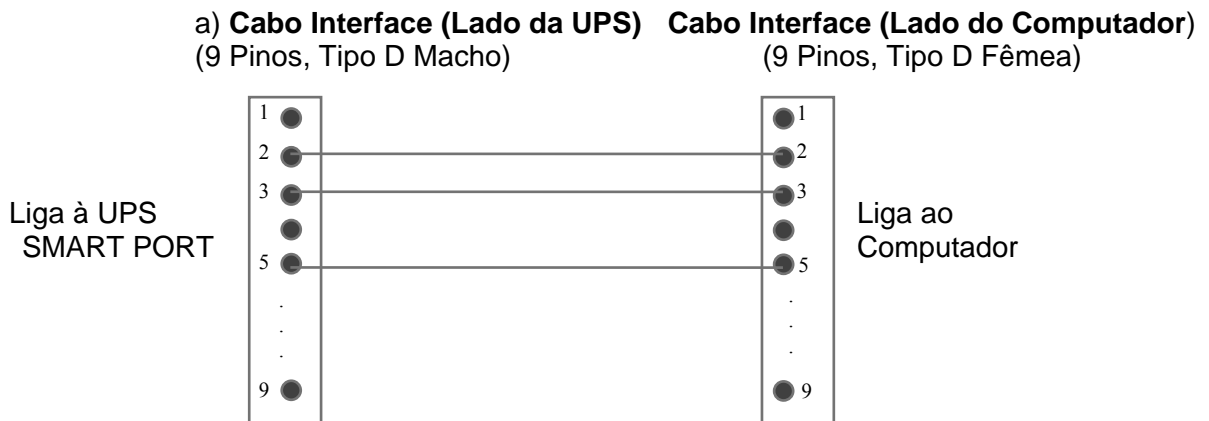 a) Cabo Interface (Lado da UPS) Cabo Interface (Lado do Computador)
(9 Pinos, Tipo D Macho) (9 Pinos, Tipo D Fêmea)
1 1
2 2
3 3
Liga à UPS
SMART PORT
Liga ao
Computador
5 5
9 9